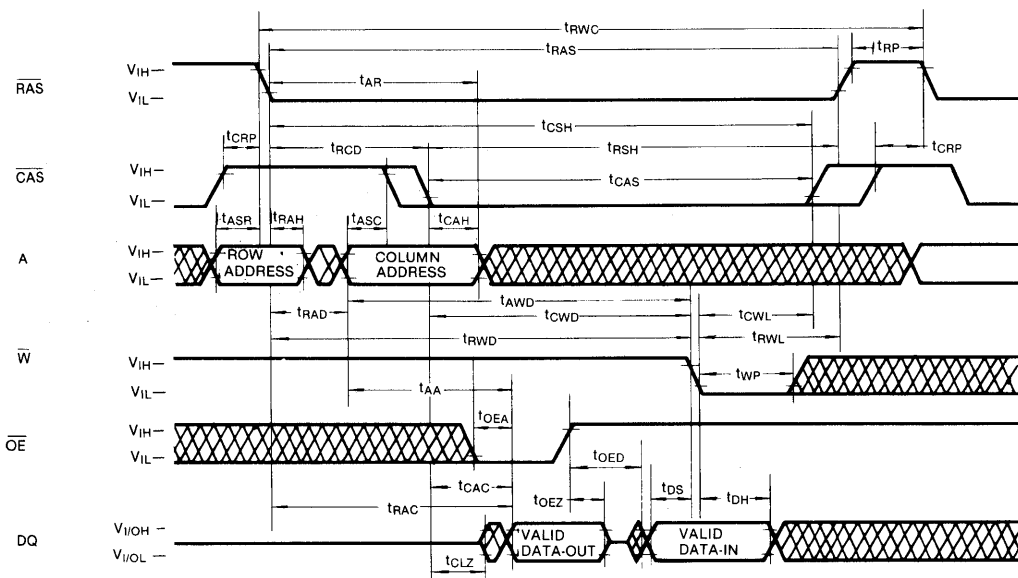 tRWC
tRAS
tRP
RAS
VIH
VIL
tAR
tCSH
tCRP
tRCD
tRSH
tCRP
CAS
VIH
VIL
tCAS
tASR
tRAH
tASC
tCAH
A
VIH
VIL
ROW ADDRESS
COLUMN ADDRESS
tAWD
tRAD
tCWD
tCWL
tRWD
tRWL
W
VIH
VIL
tWP
tAA
tOEA
OE
VIH
VIL
tOED
tCAC
tOEZ
tDS
tDH
tRAC
DQ
VI/OH
VI/OL
VALID DATA-OUT
VALID DATA-IN
tCLZ